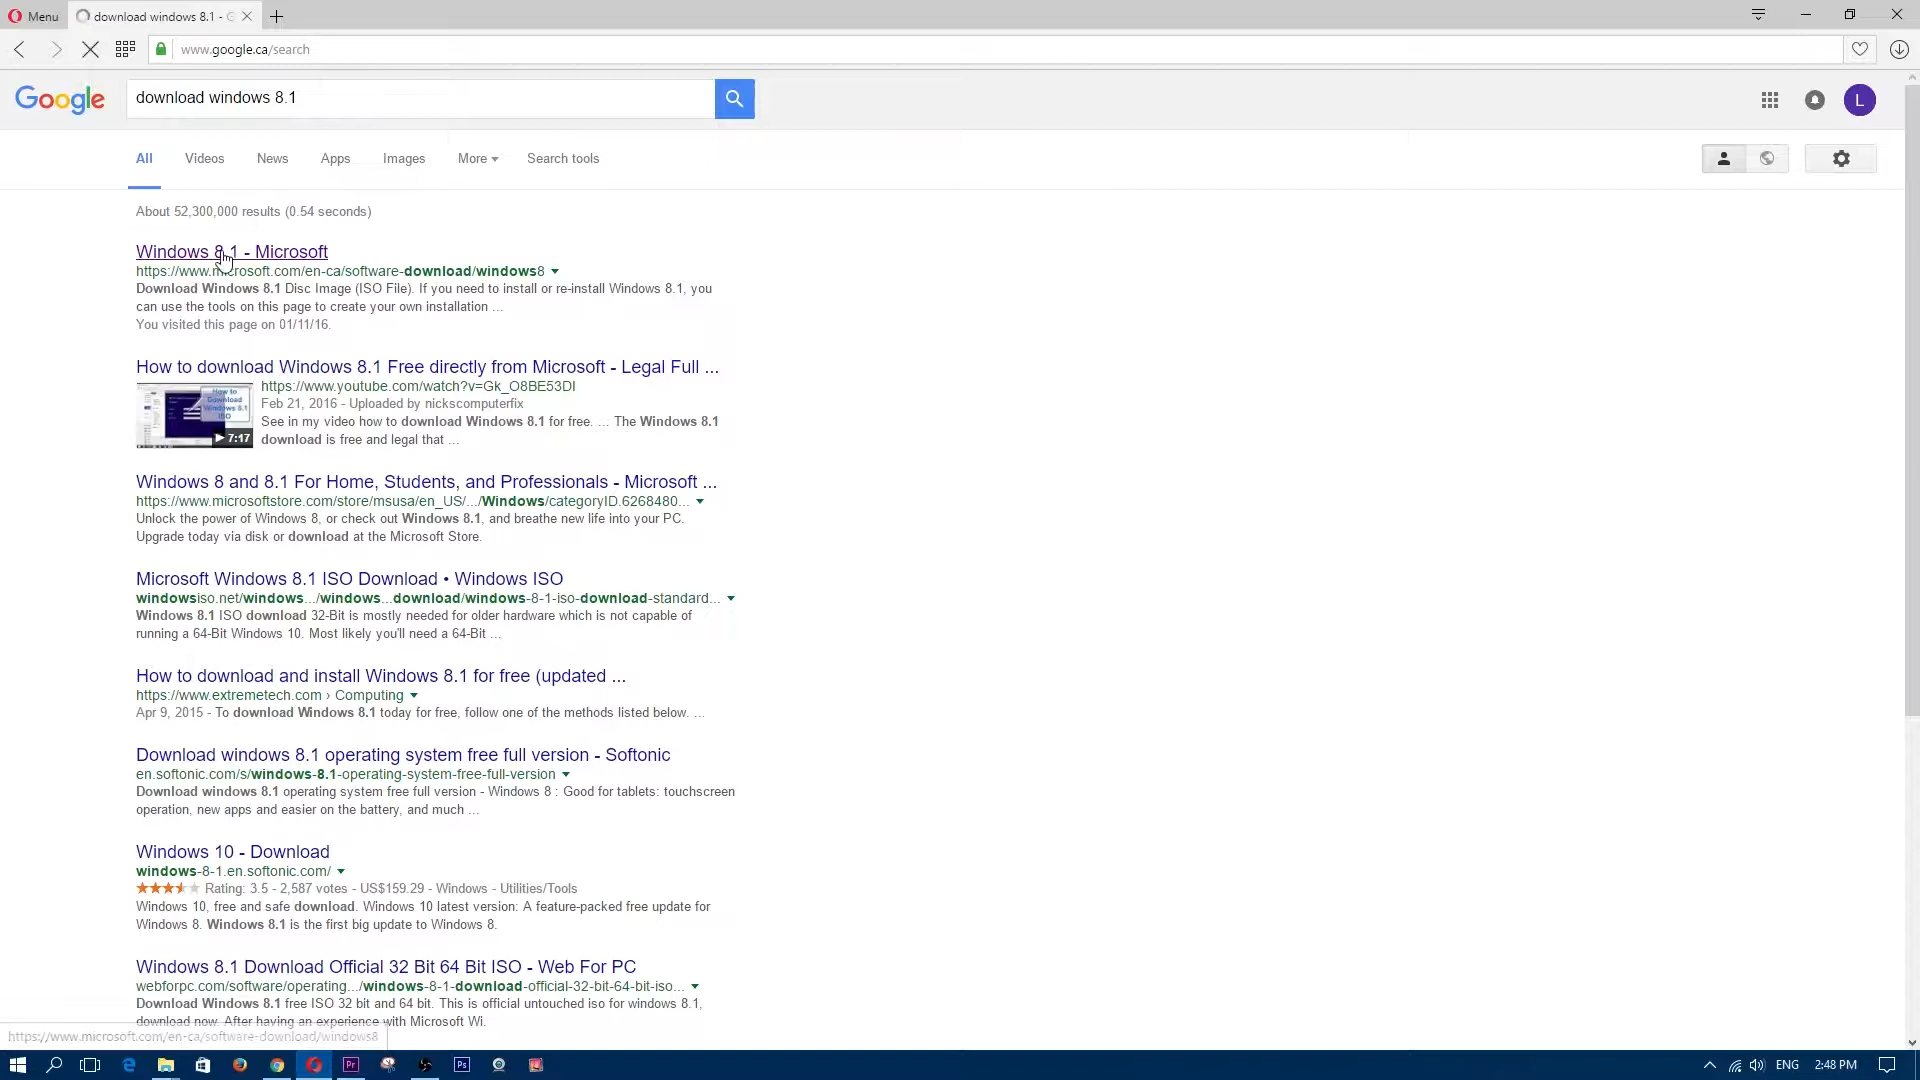 Menu
download windows 8.1 - G
www.google.ca/search
Google
download windows 8.1
L
All
Videos
News
Apps
Images
More
Search tools
About 52,300,000 results (0.54 seconds)
Windows 8.1 - Microsoft
https://www.microsoft.com/en-ca/software-download/windows8
Download Windows 8.1 Disc Image (ISO File). If you need to install or re-install Windows 8.1, you
can use the tools on this page to create your own installation ...
You visited this page on 01/11/16.
How to download Windows 8.1 Free directly from Microsoft - Legal Full ...
How to
Download
Windows 8.1
ISO
7:17
https://www.youtube.com/watch?v=Gk_O8BE53DI
Feb 21, 2016 - Uploaded by nickscomputerfix
See in my video how to download Windows 8.1 for free. ... The Windows 8.1
download is free and legal that ...
Windows 8 and 8.1 For Home, Students, and Professionals - Microsoft ...
https://www.microsoftstore.com/store/msusa/en_US/.../Windows/categoryID.6268480...
Unlock the power of Windows 8, or check out Windows 8.1, and breathe new life into your PC.
Upgrade today via disk or download at the Microsoft Store.
Microsoft Windows 8.1 ISO Download • Windows ISO
windowsiso.net/windows.../windows...download/windows-8-1-iso-download-standard...
Windows 8.1 ISO download 32-Bit is mostly needed for older hardware which is not capable of
running a 64-Bit Windows 10. Most likely you'll need a 64-Bit ...
How to download and install Windows 8.1 for free (updated ...
https://www.extremetech.com › Computing
Apr 9, 2015 - To download Windows 8.1 today for free, follow one of the methods listed below. ...
Download windows 8.1 operating system free full version - Softonic
en.softonic.com/s/windows-8.1-operating-system-free-full-version
Download windows 8.1 operating system free full version - Windows 8 : Good for tablets: touchscreen
operation, new apps and easier on the battery, and much ...
Windows 10 - Download
windows-8-1.en.softonic.com/
Rating: 3.5 - 2,587 votes - US$159.29 - Windows - Utilities/Tools
Windows 10, free and safe download. Windows 10 latest version: A feature-packed free update for
Windows 8. Windows 8.1 is the first big update to Windows 8.
Windows 8.1 Download Official 32 Bit 64 Bit ISO - Web For PC
webforpc.com/software/operating.../windows-8-1-download-official-32-bit-64-bit-iso...
Download Windows 8.1 free ISO 32 bit and 64 bit. This is official untouched iso for windows 8.1,
download now. After having an experience with Microsoft Wi.
https://www.microsoft.com/en-ca/software-download/windows8
Pr
Ps
ENG
2:48 PM